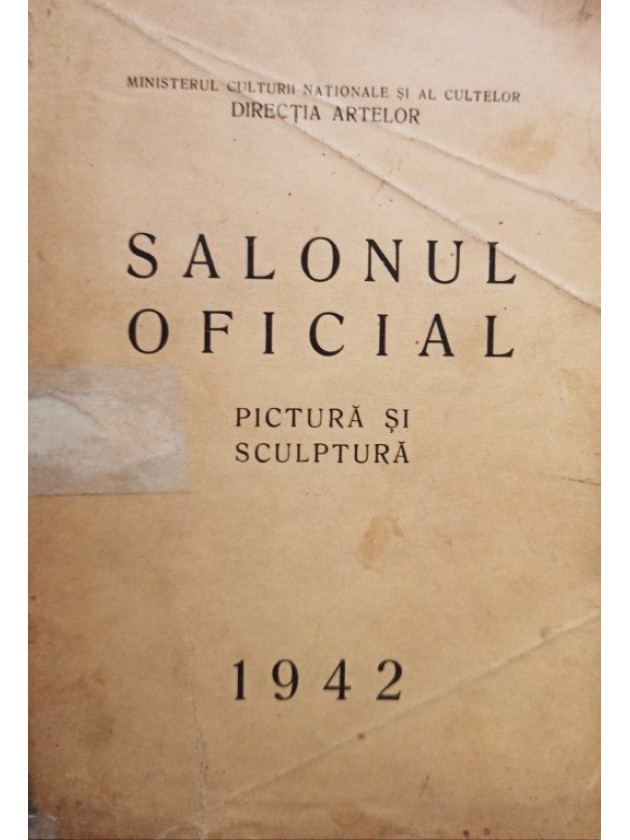 MINISTERUL CULTURII NAȚIONALE ȘI AL CULTELOR
DIRECȚIA ARTELOR
SALONUL
OFICIAL
PICTURĂ ȘI
SCULPTURĂ
1942